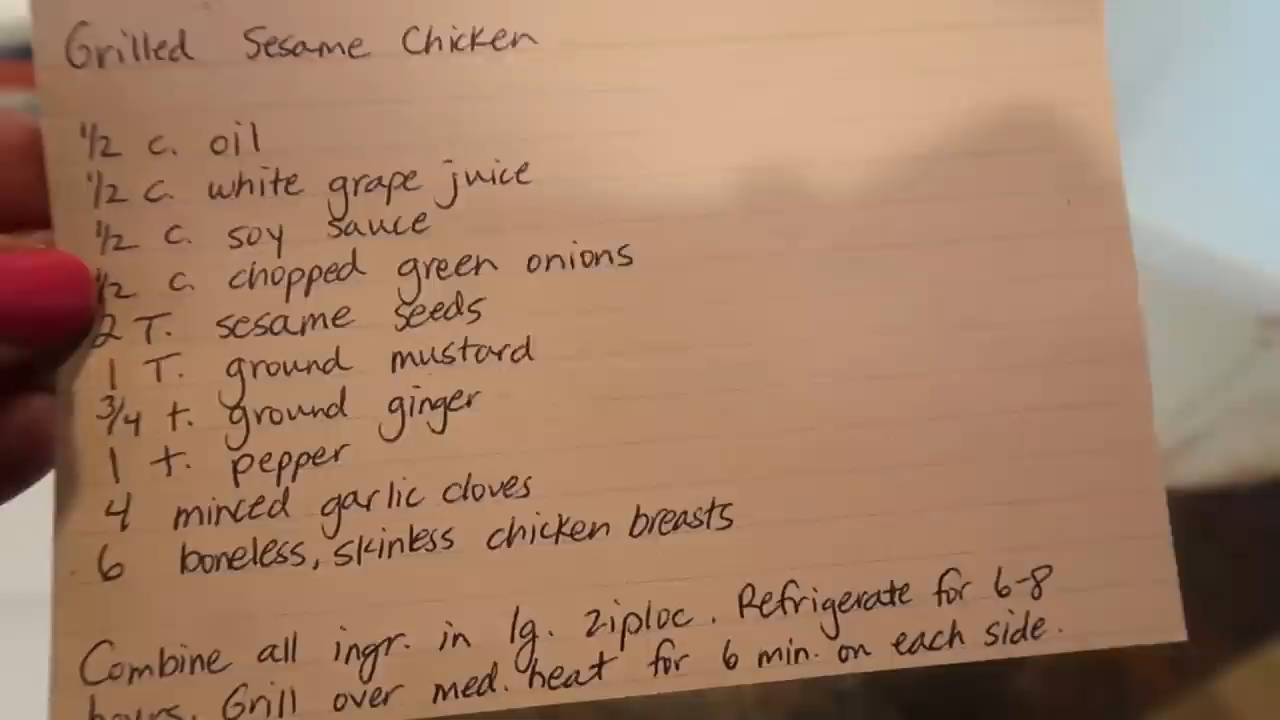 Grilled Sesame Chicken
1/2 c. oil
1/2 c. white grape juice
1/2 c. soy sauce
1/2 c. chopped green onions
2 T. sesame seeds
1 T. ground mustard
3/4 t. ground ginger
1 t. pepper
4 minced garlic cloves
6 boneless, skinless chicken breasts
Combine all ingr. in lg. ziploc. Refrigerate for 6-8
hours. Grill over med. heat for 6 min. on each side.